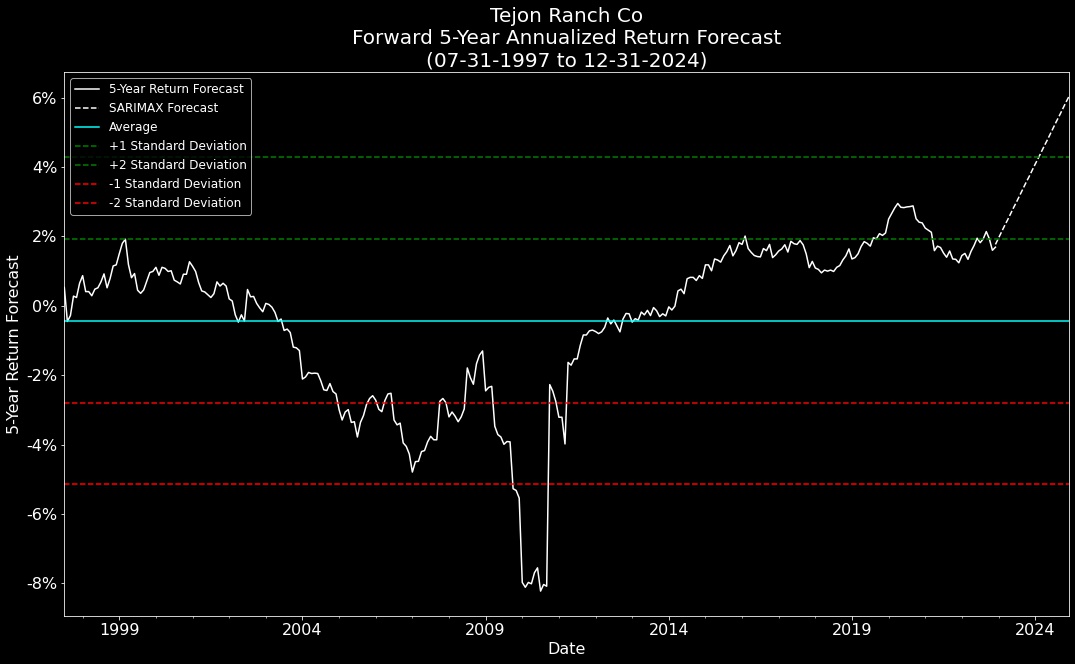 Tejon Ranch Co
Forward 5-Year Annualized Return Forecast
(07-31-1997 to 12-31-2024)
5-Year Return Forecast
SARIMAX Forecast
Average
+1 Standard Deviation
+2 Standard Deviation
-1 Standard Deviation
-2 Standard Deviation
6%
4%
2%
0%
-2%
-4%
-6%
-8%
5-Year Return Forecast
1999
2004
2009
2014
2019
2024
Date